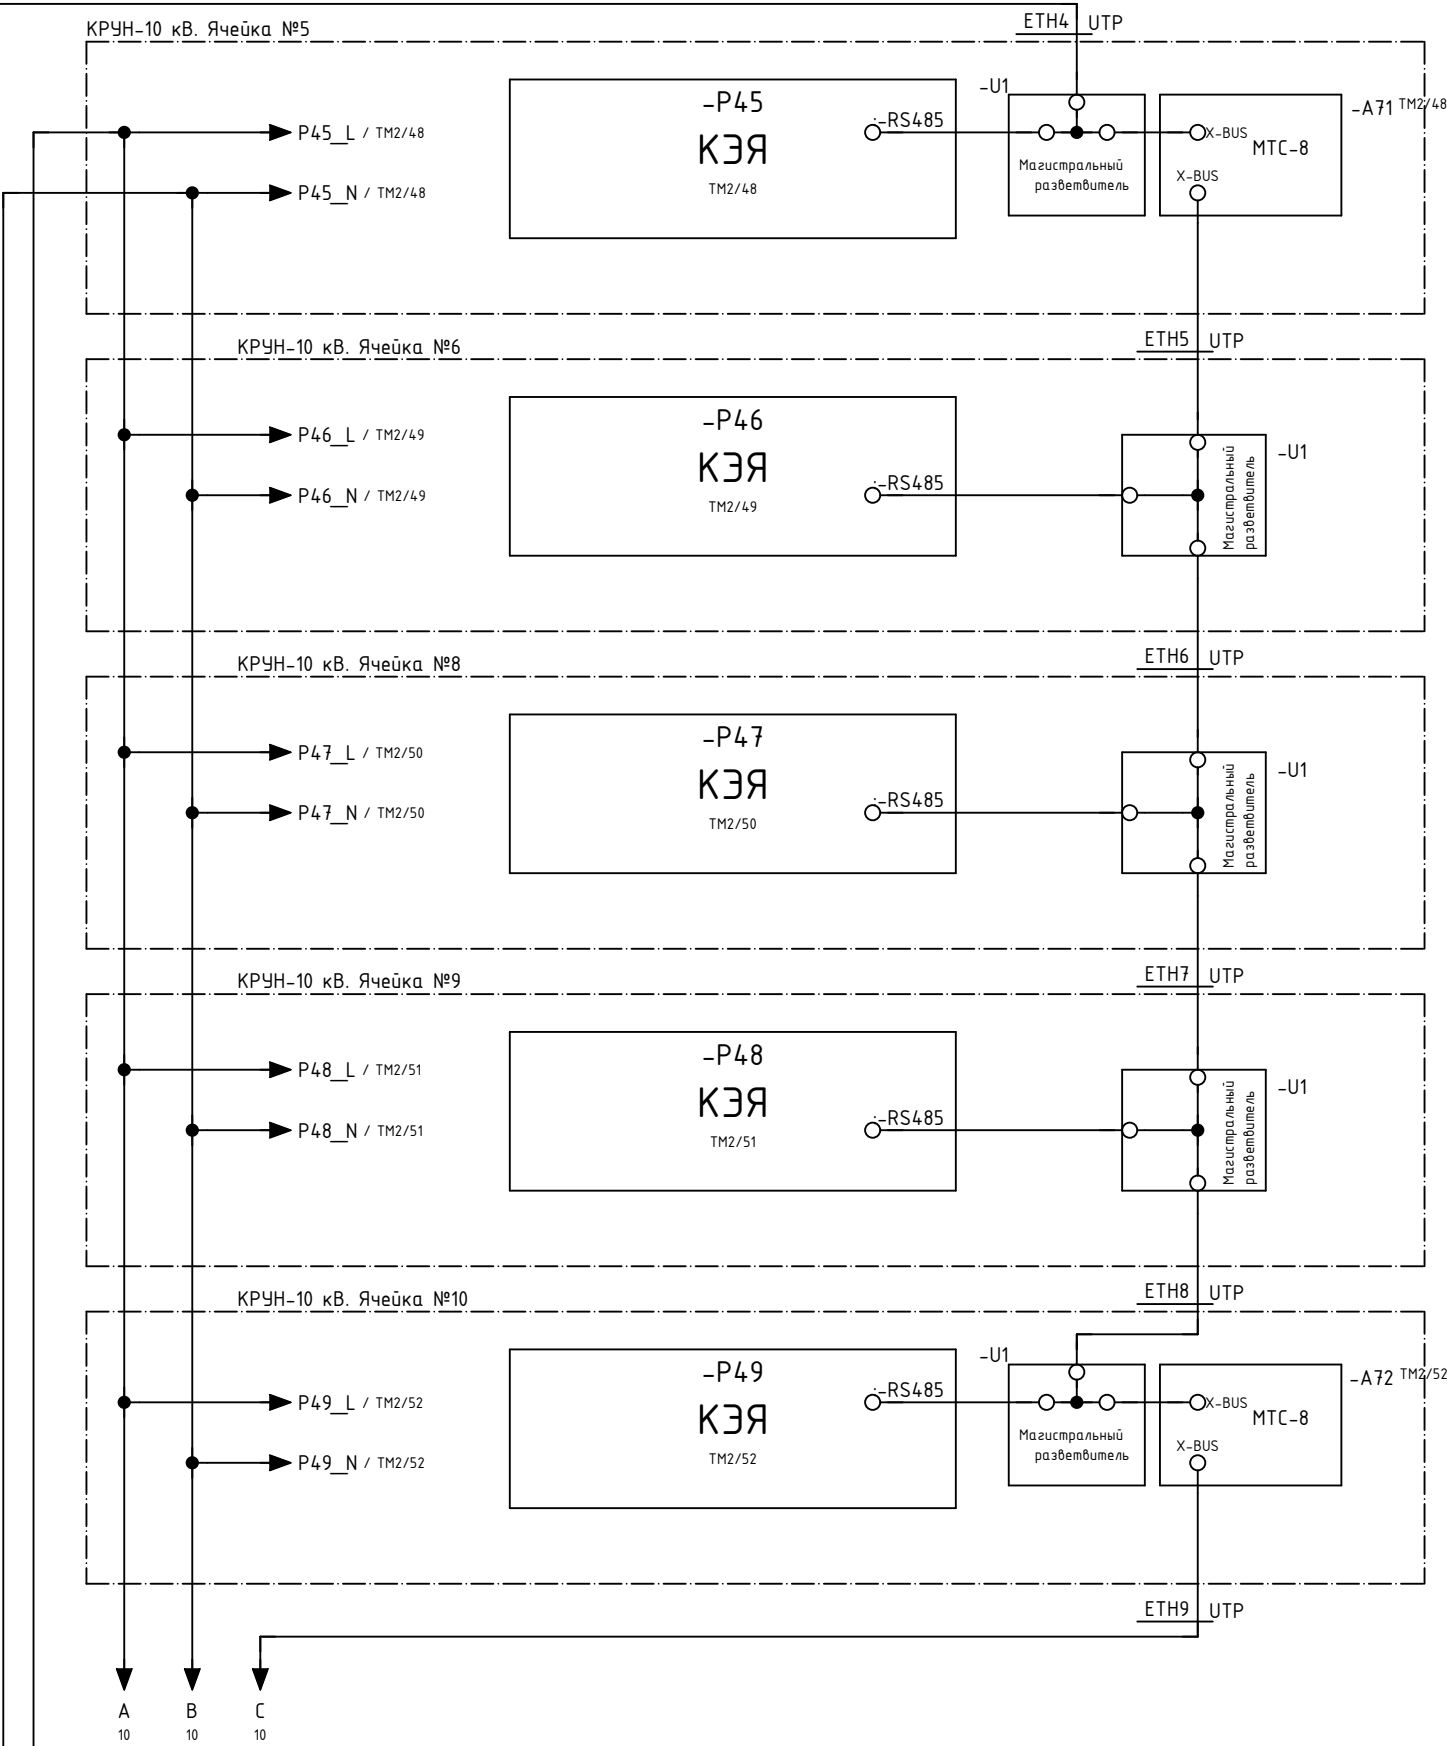 ETH4 UTP
КРУН-10 кВ. Ячейка №5
-P45
КЭЯ
TM2/48
:-RS485
-U1
Магистральный
разветвитель
X-BUS
МТС-8
X-BUS
-A71 TM2/48
P45_L / TM2/48
P45_N / TM2/48
ETH5 UTP
КРУН-10 кВ. Ячейка №6
-P46
КЭЯ
TM2/49
:-RS485
-U1
Магистральный
разветвитель
P46_L / TM2/49
P46_N / TM2/49
ETH6 UTP
КРУН-10 кВ. Ячейка №8
-P47
КЭЯ
TM2/50
:-RS485
-U1
Магистральный
разветвитель
P47_L / TM2/50
P47_N / TM2/50
ETH7 UTP
КРУН-10 кВ. Ячейка №9
-P48
КЭЯ
TM2/51
:-RS485
-U1
Магистральный
разветвитель
P48_L / TM2/51
P48_N / TM2/51
ETH8 UTP
КРУН-10 кВ. Ячейка №10
-P49
КЭЯ
TM2/52
:-RS485
-U1
Магистральный
разветвитель
X-BUS
МТС-8
X-BUS
-A72 TM2/52
P49_L / TM2/52
P49_N / TM2/52
ETH9 UTP
A B C
10 10 10